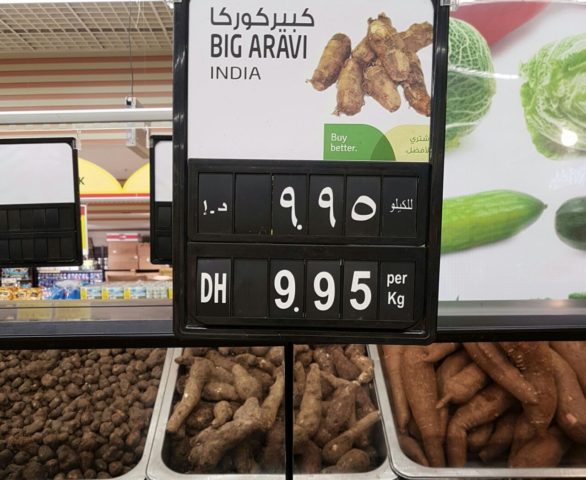 كبيركوركا
BIG ARAVI
INDIA
Buy
better.
د.إ ٩.٩٥ للكيلو
DH 9.95 per Kg